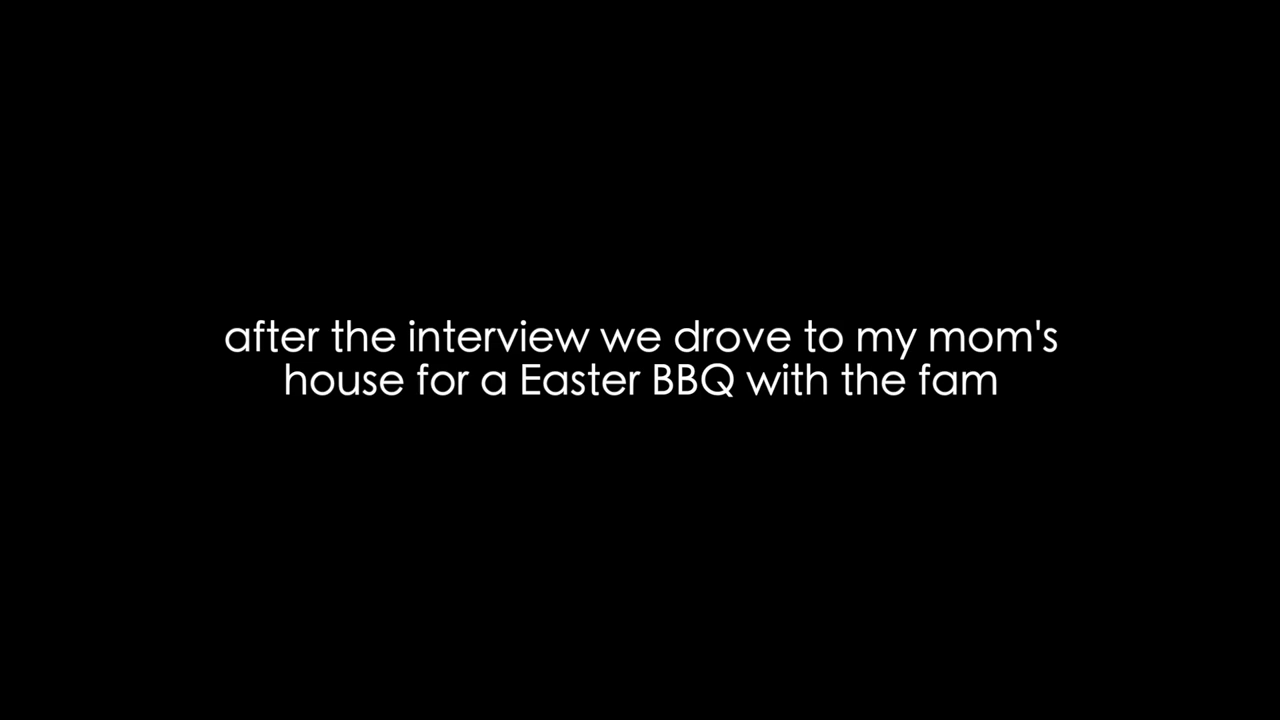 after the interview we drove to my mom's
house for a Easter BBQ with the fam